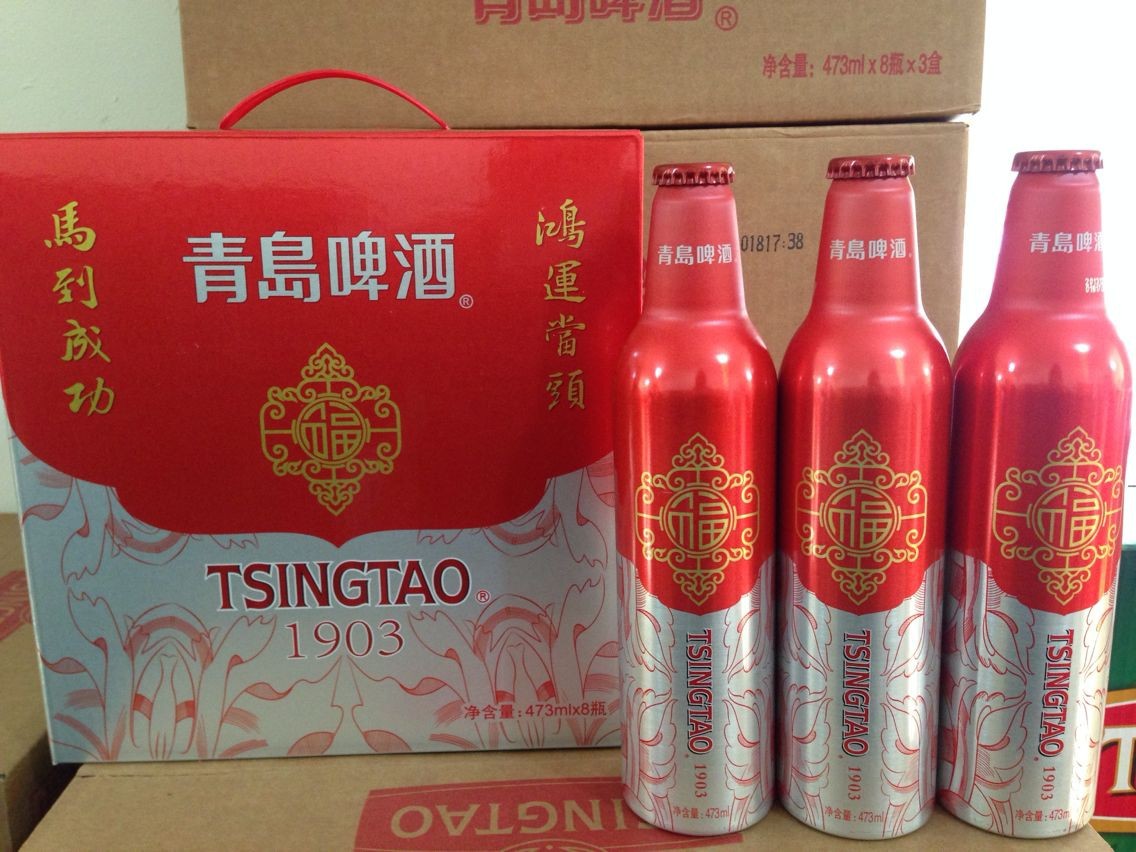 青島啤酒®
净含量：473ml x 8瓶 x 3盒
馬到成功
青島啤酒®
鴻運當頭
福
TSINGTAO®
1903
净含量：473mlx8瓶
01817:38
青島啤酒
福
TSINGTAO
1903
净含量：473ml
青島啤酒
福
TSINGTAO
1903
净含量：473ml
青島啤酒
福
TSINGTAO
1903
净含量：473ml
TSINGTAO